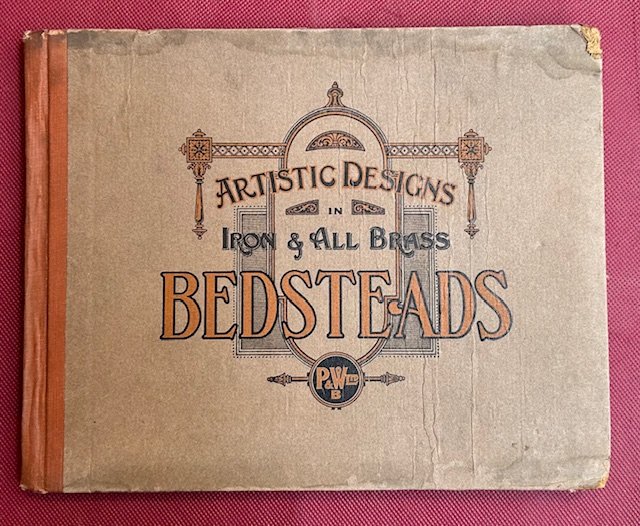 ARTISTIC DESIGNS
IN
IRON & ALL BRASS
BEDSTEADS
P&W LTD
B